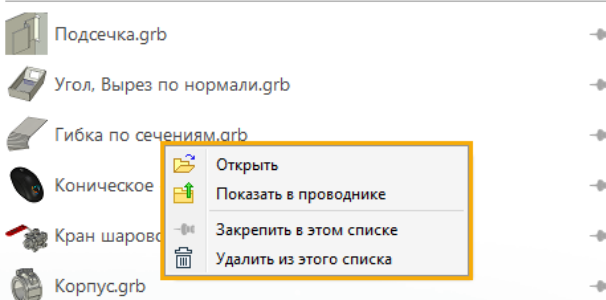 Подсечка.grb
Угол, Вырез по нормали.grb
Гибка по сечениям.grb
Открыть
Показать в проводнике
Коническое
Закрепить в этом списке
Кран шаров
Удалить из этого списка
Корпус.grb